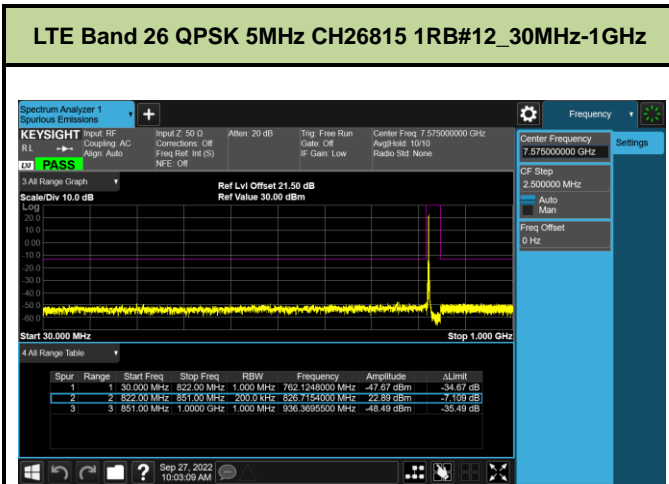 LTE Band 26 QPSK 5MHz CH26815 1RB#12_30MHz-1GHz
Spectrum Analyzer 1
Spurious Emissions
+
Frequency
KEYSIGHT Input: RF Input Z: 50 Ω Atten: 20 dB Trig: Free Run Center Freq: 7.575000000 GHz
RL Coupling: AC Corrections: Off Gate: Off Avg|Hold: 10/10
Align: Auto Freq Ref: Int (S) IF Gain: Low Radio Std: None
NFE: Off
LXI PASS
Center Frequency
7.575000000 GHz
Settings
CF Step
2.500000 MHz
Auto
Man
Freq Offset
0 Hz
3 All Range Graph
Ref Lvl Offset 21.50 dB
Scale/Div 10.0 dB Ref Value 30.00 dBm
Log
20.0
10.0
0.00
-10.0
-20.0
-30.0
-40.0
-50.0
-60.0
Start 30.000 MHz Stop 1.000 GHz
4 All Range Table
Spur Range Start Freq Stop Freq RBW Frequency Amplitude ΔLimit
1 1 30.000 MHz 822.00 MHz 1.000 MHz 762.1248000 MHz -47.67 dBm -34.67 dB
2 2 822.00 MHz 851.00 MHz 200.0 kHz 826.7154000 MHz 22.89 dBm -7.109 dB
3 3 851.00 MHz 1.0000 GHz 1.000 MHz 936.3695500 MHz -48.49 dBm -35.49 dB
? Sep 27, 2022
10:03:09 AM